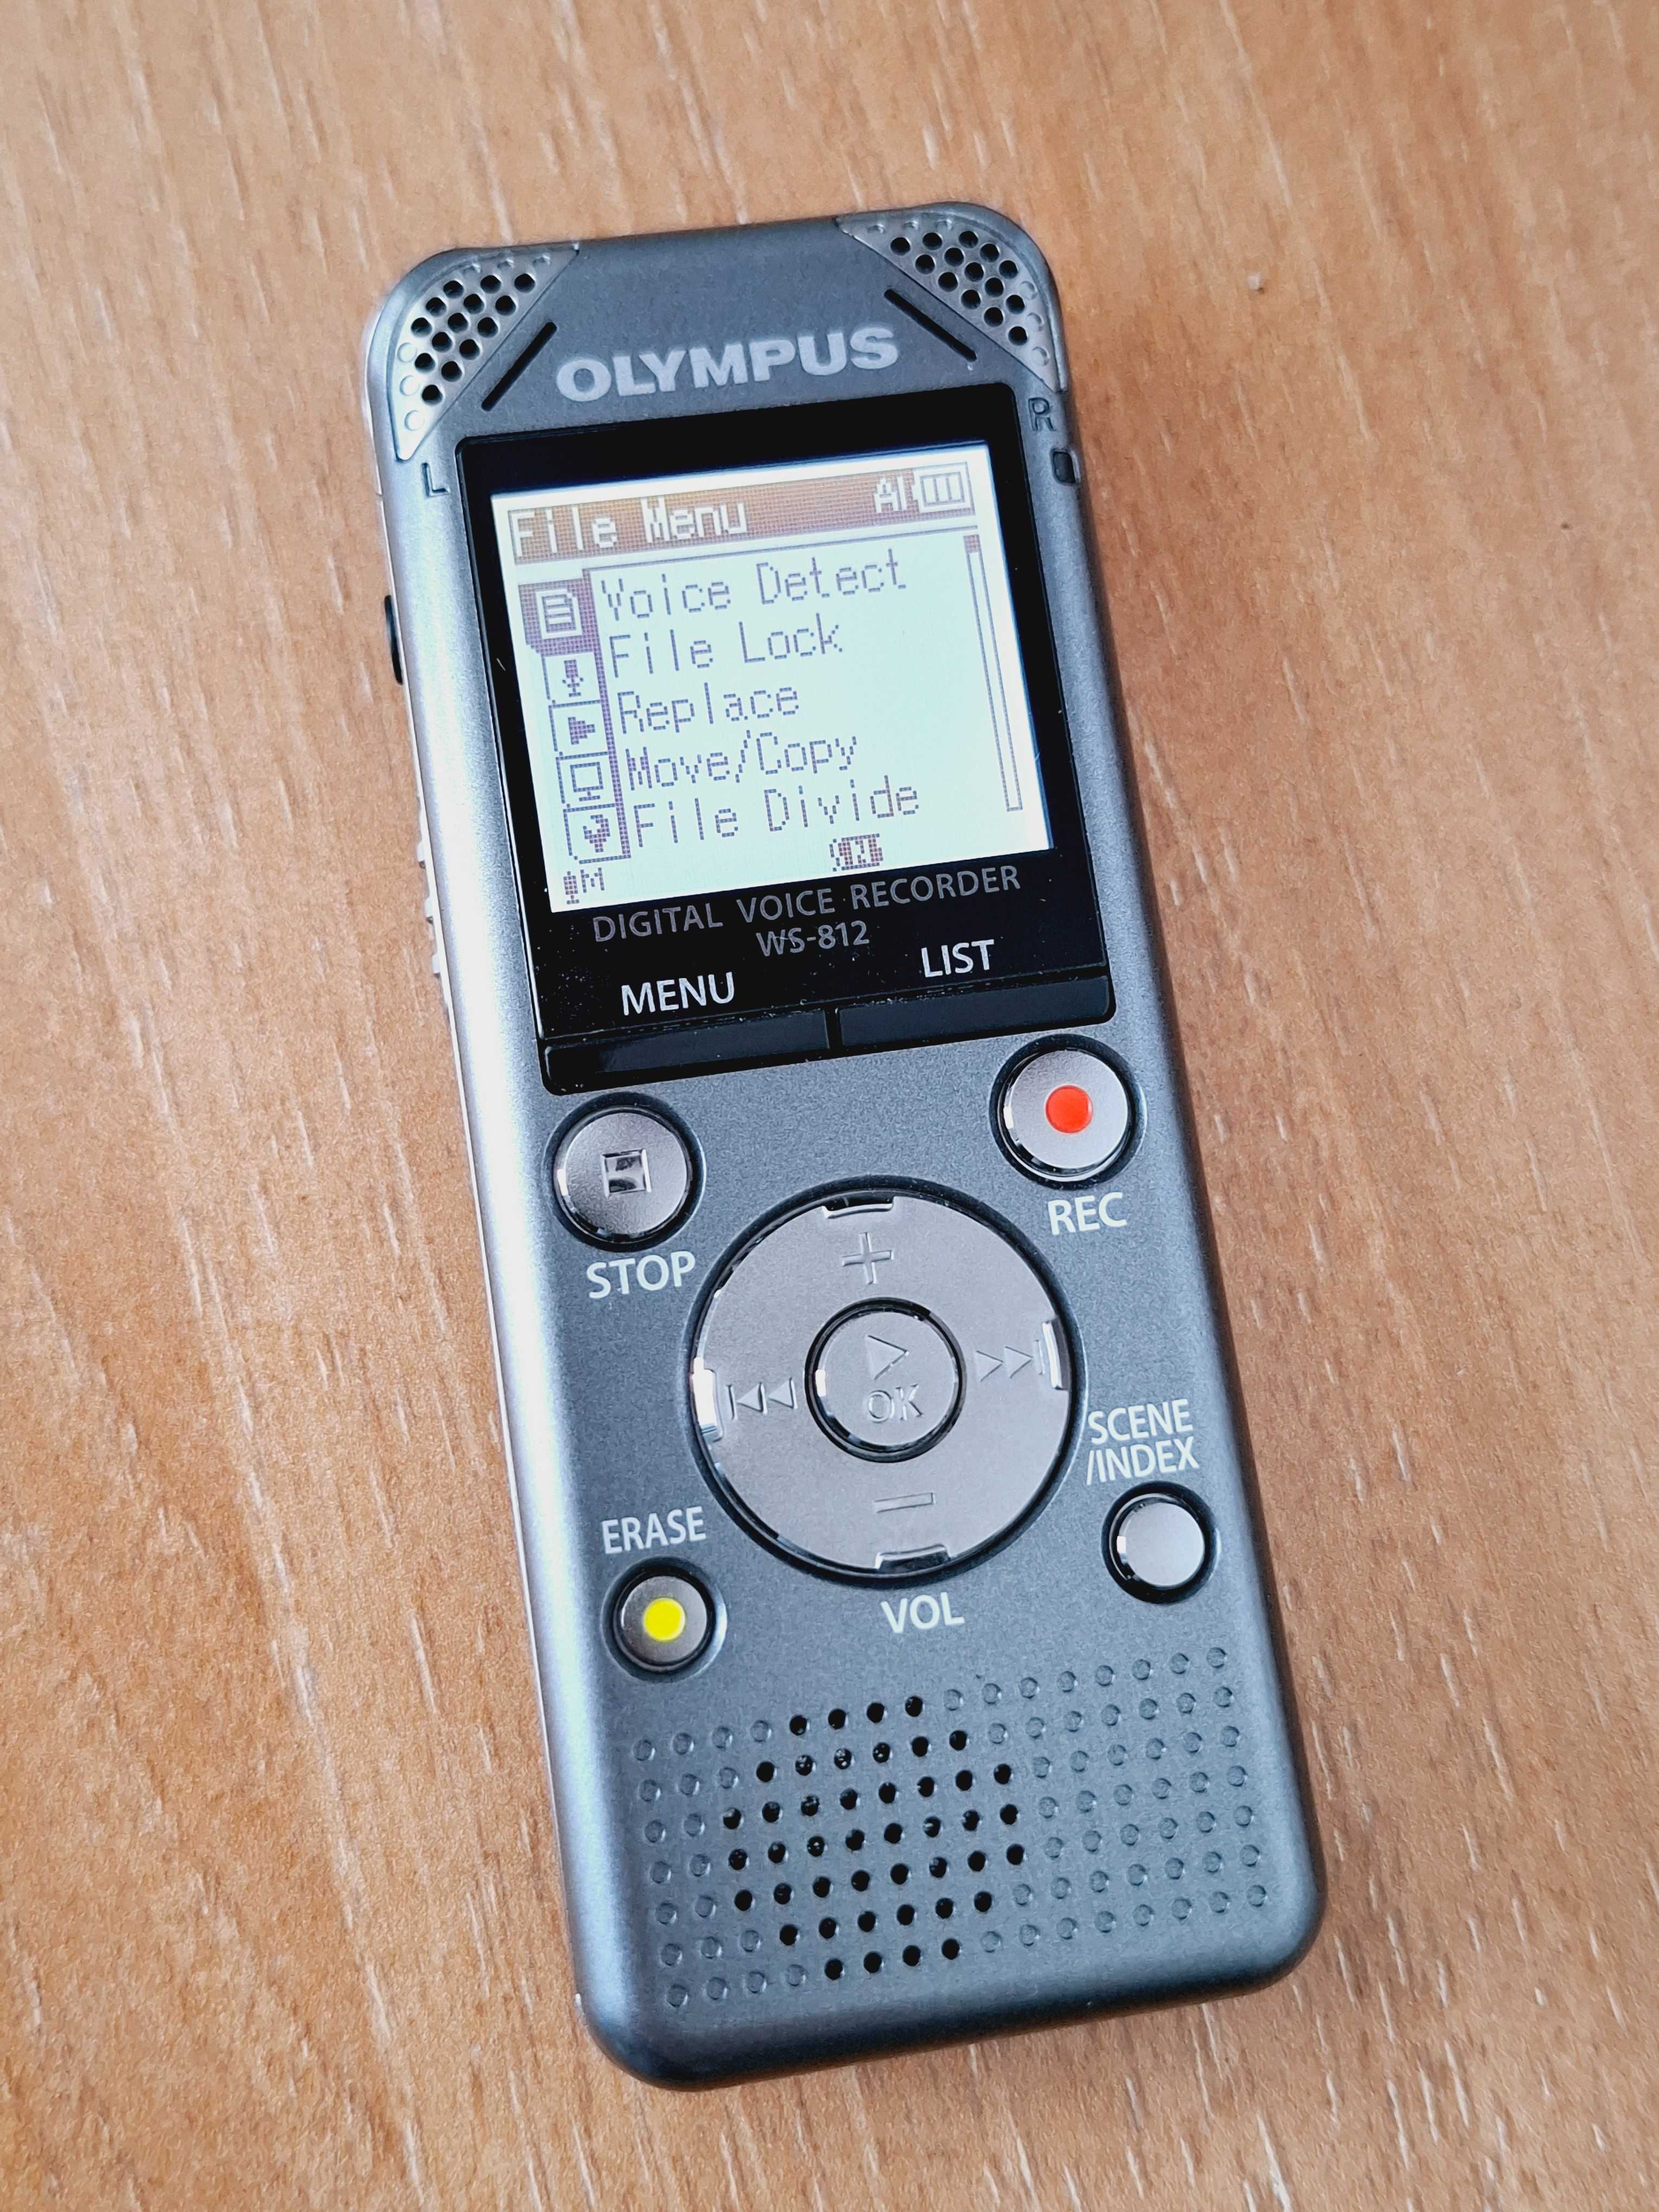 OLYMPUS
L
R
File Menu
Voice Detect
File Lock
Replace
Move/Copy
File Divide
M
DIGITAL VOICE RECORDER
WS-812
MENU
LIST
REC
STOP
OK
SCENE
/INDEX
ERASE
VOL